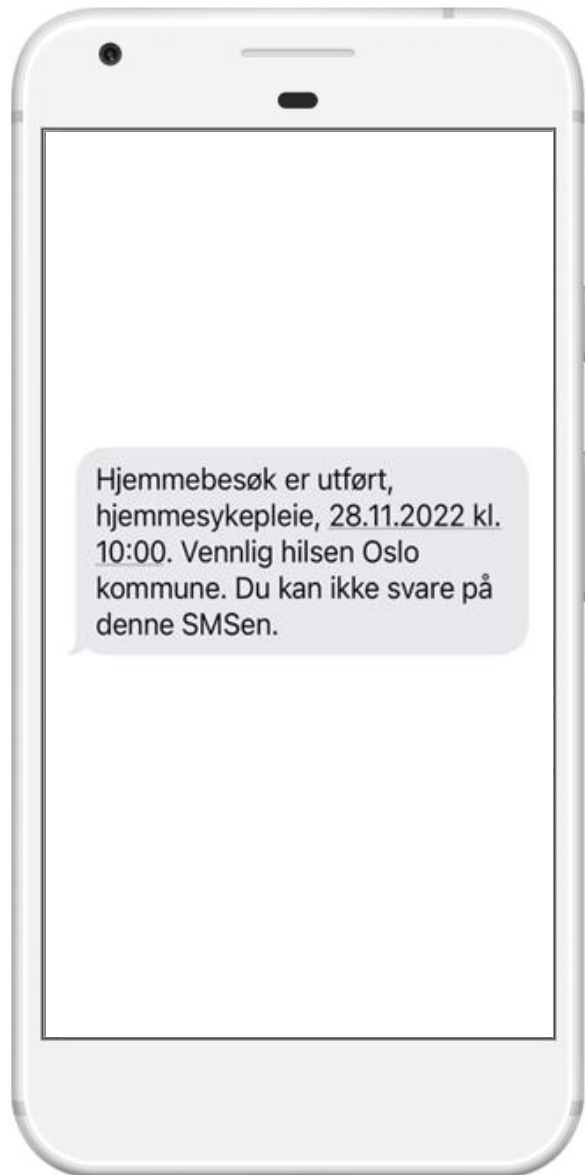 Hjemmebesøk er utført,
hjemmesykepleie, 28.11.2022 kl.
10:00. Vennlig hilsen Oslo
kommune. Du kan ikke svare på
denne SMSen.